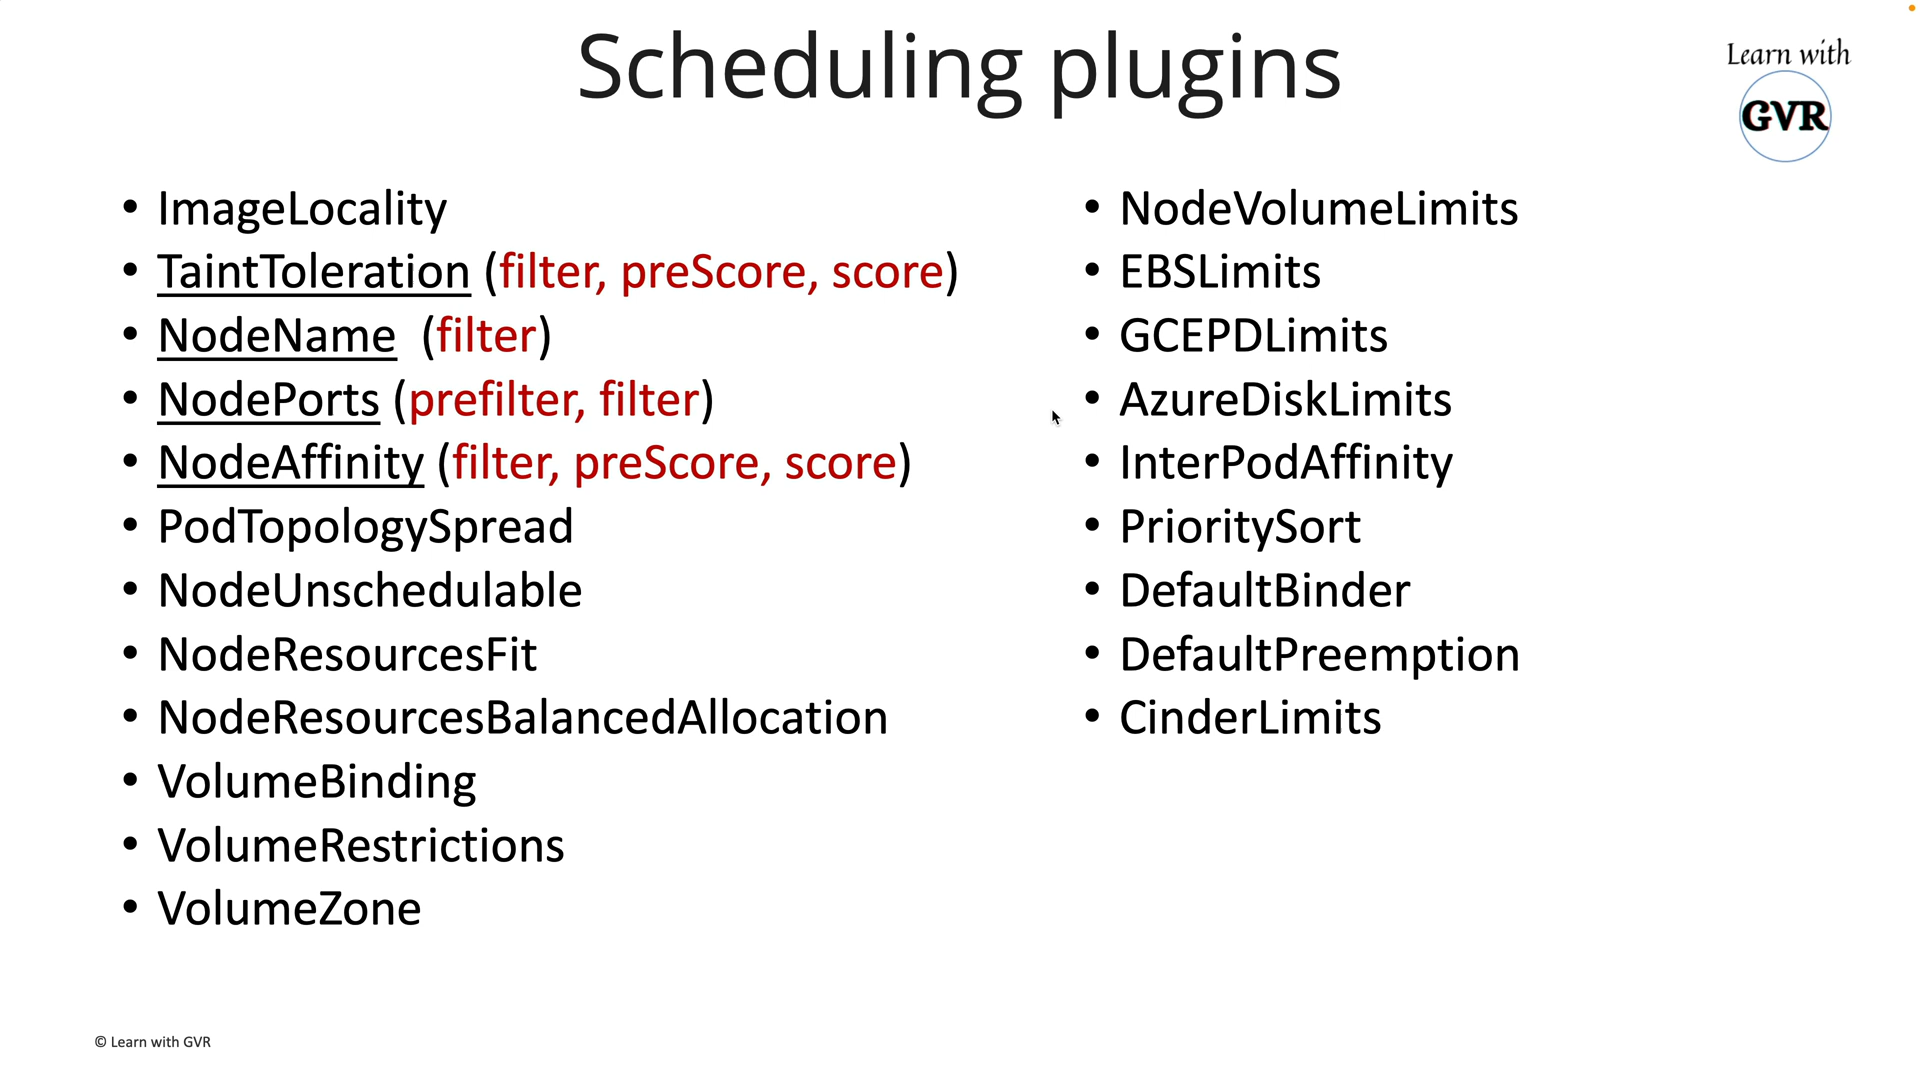 Scheduling plugins
Learn with
GVR
• ImageLocality
• TaintToleration (filter, preScore, score)
• NodeName (filter)
• NodePorts (prefilter, filter)
• NodeAffinity (filter, preScore, score)
• PodTopologySpread
• NodeUnschedulable
• NodeResourcesFit
• NodeResourcesBalancedAllocation
• VolumeBinding
• VolumeRestrictions
• VolumeZone
• NodeVolumeLimits
• EBSLimits
• GCEPDLimits
• AzureDiskLimits
• InterPodAffinity
• PrioritySort
• DefaultBinder
• DefaultPreemption
• CinderLimits
© Learn with GVR